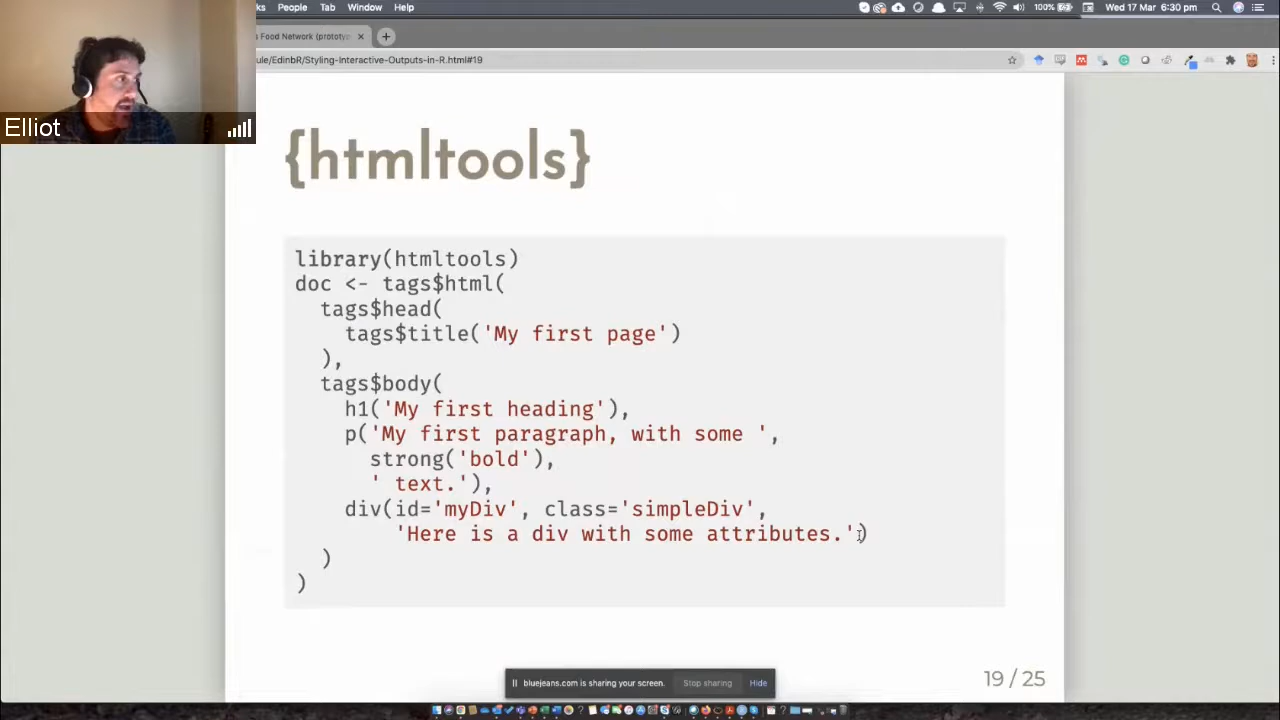 ks People Tab Window Help
100% Wed 17 Mar 6:30 pm
s Food Network (prototyp
ule/EdinbR/Styling-Interactive-Outputs-in-R.html#19
Elliot
{htmltools}
library(htmltools)
doc <- tags$html(
tags$head(
tags$title('My first page')
),
tags$body(
h1('My first heading'),
p('My first paragraph, with some ',
strong('bold'),
' text.'),
div(id='myDiv', class='simpleDiv',
'Here is a div with some attributes.')
)
)
bluejeans.com is sharing your screen. Stop sharing Hide
19 / 25